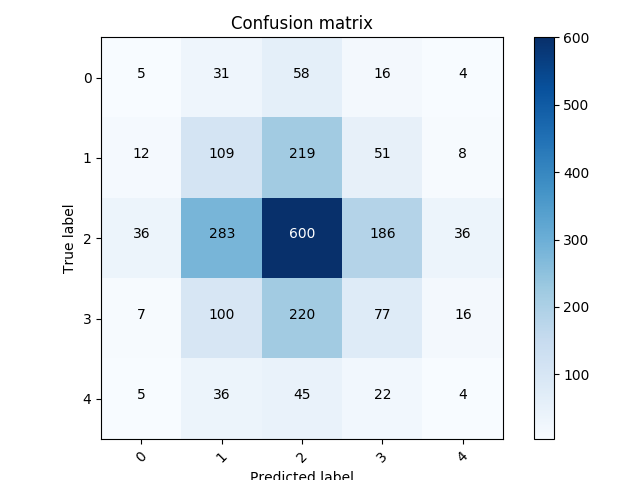 Confusion matrix
0 5 31 58 16 4
1 12 109 219 51 8
2 36 283 600 186 36
3 7 100 220 77 16
4 5 36 45 22 4
0 1 2 3 4
True label
Predicted label
600
500
400
300
200
100